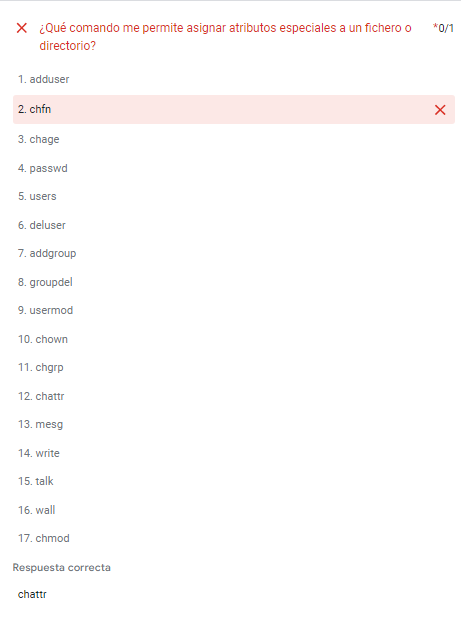 ¿Qué comando me permite asignar atributos especiales a un fichero o *0/1
directorio?
1. adduser
2. chfn
3. chage
4. passwd
5. users
6. deluser
7. addgroup
8. groupdel
9. usermod
10. chown
11. chgrp
12. chattr
13. mesg
14. write
15. talk
16. wall
17. chmod
Respuesta correcta
chattr